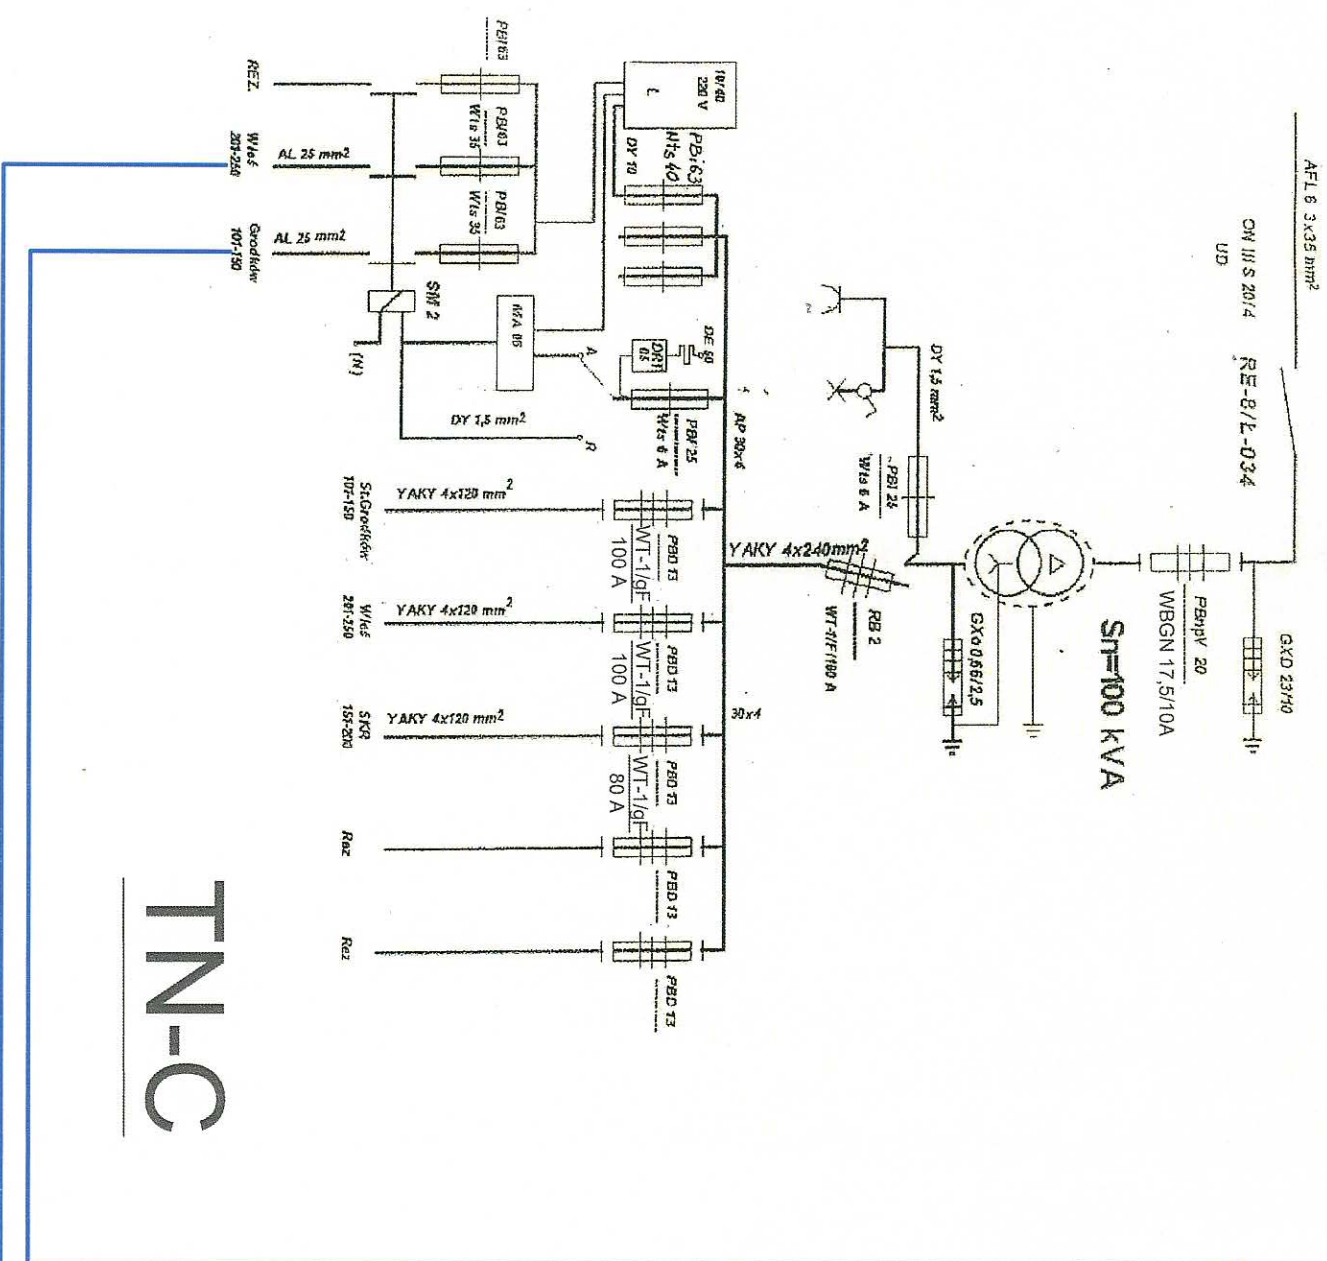 AFL 6 3x35 mm²
ON III S 20/4 RE-8/Ł-034
UD
GXD 23/10
PBnpV 20
WBGN 17,5/10A
Sn=100 kVA
GXo 0,66/2,5
DY 1,5 mm²
PBI 25
Wts 6 A
RB 2
WT-1/F/160 A
YAKY 4x240mm²
AP 30x6
30x4
10/40
220 V
Ł
PBi 63
Wts 40
DY 10
PBI63
REZ.
PBI63
Wts 35
Wieś
201-250
AL 25 mm²
PBI63
Wts 35
Grodków
101-150
AL 25 mm²
SM 2
(N)
MA 06
A
R
DY 1,5 mm²
DE 60
PBI 25
Wts 6 A
St.Grodków
101-150
YAKY 4x120 mm²
PBD 13
WT-1/gF
100 A
Wieś
201-250
YAKY 4x120 mm²
PBD 13
WT-1/gF
100 A
SKR
151-200
YAKY 4x120 mm²
PBD 13
WT-1/gF
80 A
Rez
PBD 13
Rez
PBD 13
TN-C